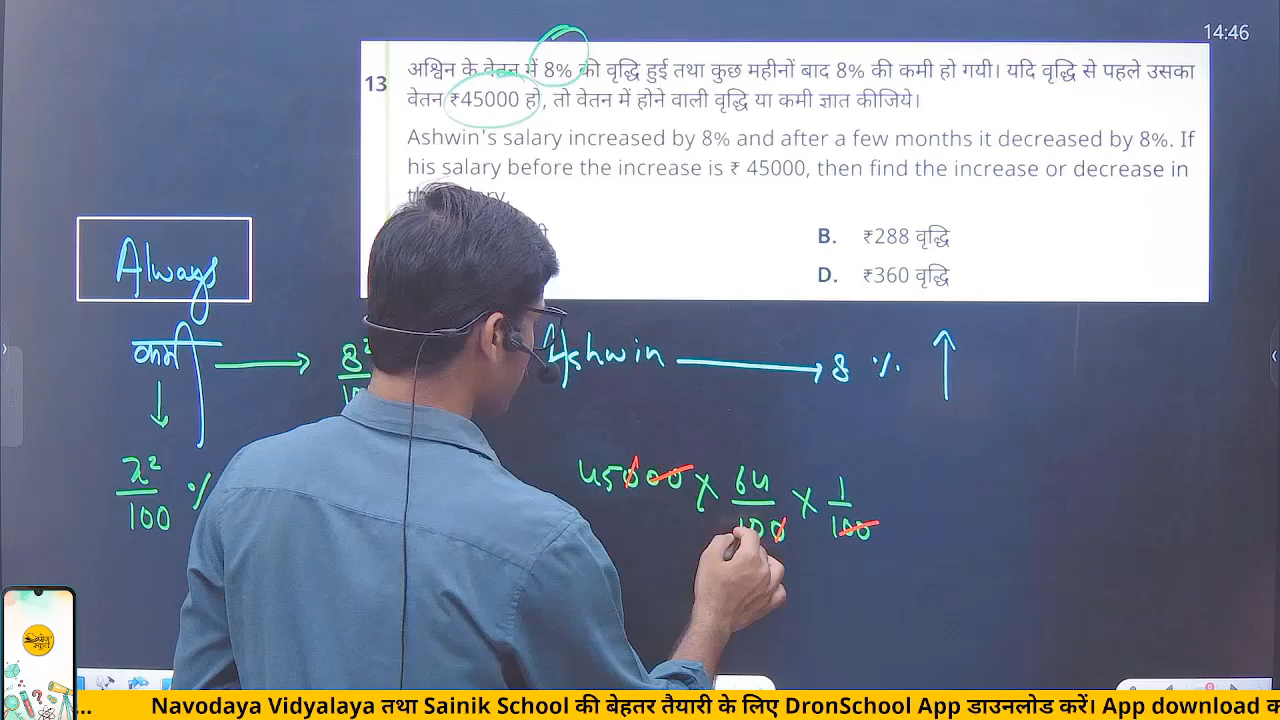 14:46
13
अश्विन के वेतन में 8% की वृद्धि हुई तथा कुछ महीनों बाद 8% की कमी हो गयी। यदि वृद्धि से पहले उसका
वेतन ₹45000 हो, तो वेतन में होने वाली वृद्धि या कमी ज्ञात कीजिये।
Ashwin's salary increased by 8% and after a few months it decreased by 8%. If
his salary before the increase is ₹ 45000, then find the increase or decrease in
B. ₹288 वृद्धि
D. ₹360 वृद्धि
Always
कमी
Ashwin 8 %
x²/100 %
45000 x 64/100 x 1/100
... Navodaya Vidyalaya तथा Sainik School की बेहतर तैयारी के लिए DronSchool App डाउनलोड करें। App download